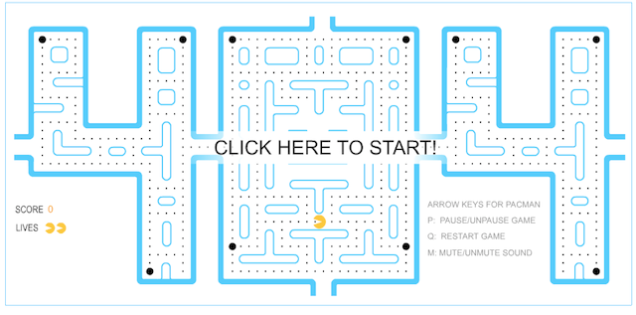 CLICK HERE TO START!
SCORE 0
LIVES
ARROW KEYS FOR PACMAN
P: PAUSE/UNPAUSE GAME
Q: RESTART GAME
M: MUTE/UNMUTE SOUND